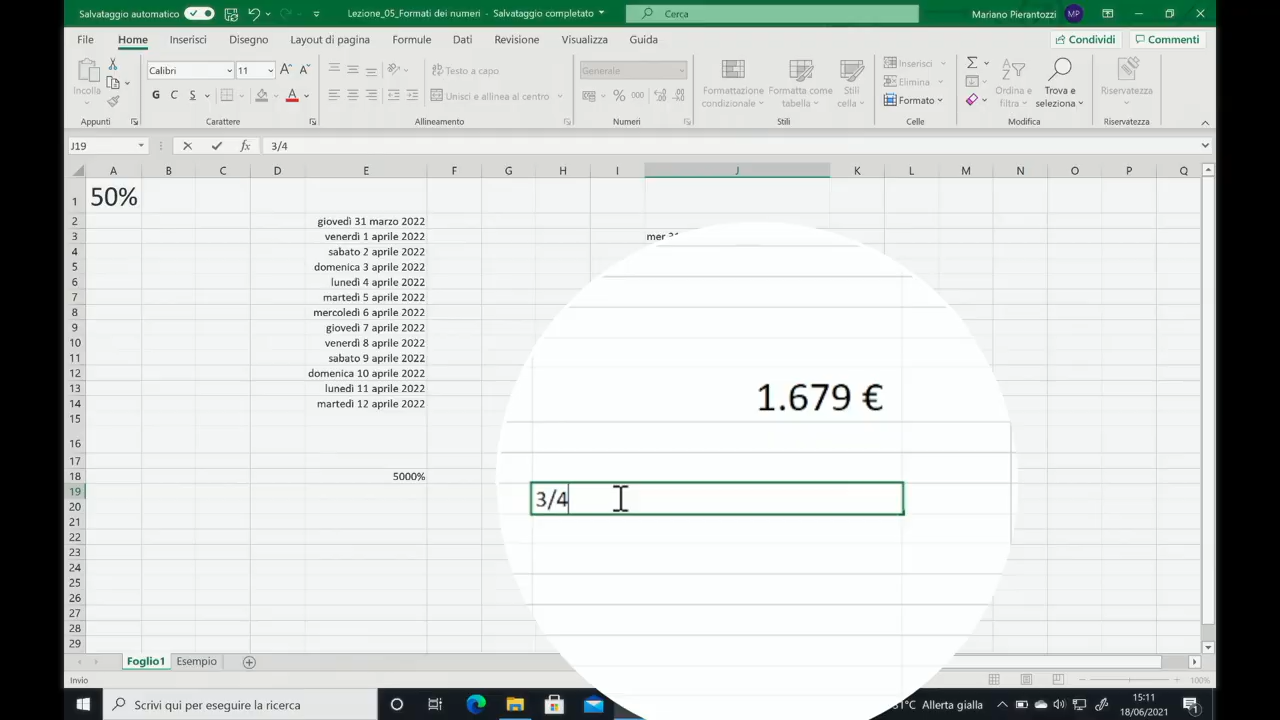 Salvataggio automatico
Lezione_05_Formati dei numeri - Salvataggio completato
Cerca
Mariano Pierantozzi
MP
File
Home
Inserisci
Disegno
Layout di pagina
Formule
Dati
Revisione
Visualizza
Guida
Condividi
Commenti
Incolla
Calibri
11
Testo a capo
Unisci e allinea al centro
Generale
% 000
Formattazione condizionale
Formatta come tabella
Stili cella
Inserisci
Elimina
Formato
Ordina e filtra
Trova e seleziona
Riservatezza
G C S
Appunti
Carattere
Allineamento
Numeri
Stili
Celle
Modifica
Riservatezza
J19
fx
3/4
A B C D E F G H I J K L M N O P Q
1 50%
2 giovedì 31 marzo 2022
3 venerdì 1 aprile 2022
mer 31
4 sabato 2 aprile 2022
5 domenica 3 aprile 2022
6 lunedì 4 aprile 2022
7 martedì 5 aprile 2022
8 mercoledì 6 aprile 2022
9 giovedì 7 aprile 2022
10 venerdì 8 aprile 2022
11 sabato 9 aprile 2022
12 domenica 10 aprile 2022
13 lunedì 11 aprile 2022
1.679 €
14 martedì 12 aprile 2022
15
16
17
18 5000%
19 3/4
20
21
22
23
24
25
26
27
28
29
Foglio1
Esempio
Invio
100%
Scrivi qui per eseguire la ricerca
Allerta gialla
15:11
18/06/2021